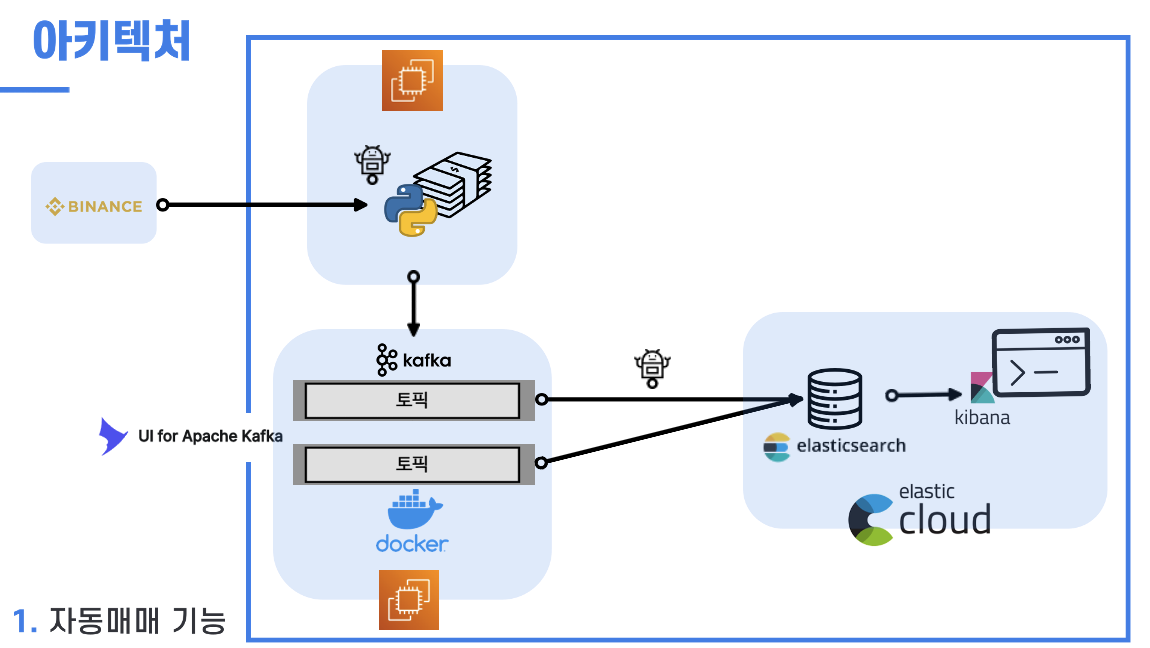 아키텍처
BINANCE
kafka
토픽
UI for Apache Kafka
토픽
docker
elasticsearch
kibana
elastic
cloud
1. 자동매매 기능